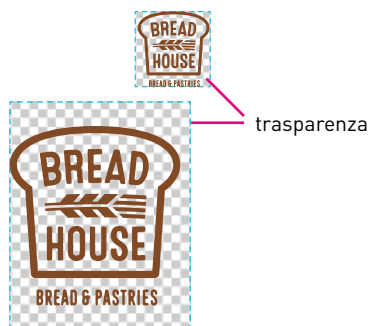 BREAD
HOUSE
BREAD & PASTRIES
trasparenza
BREAD
HOUSE
BREAD & PASTRIES